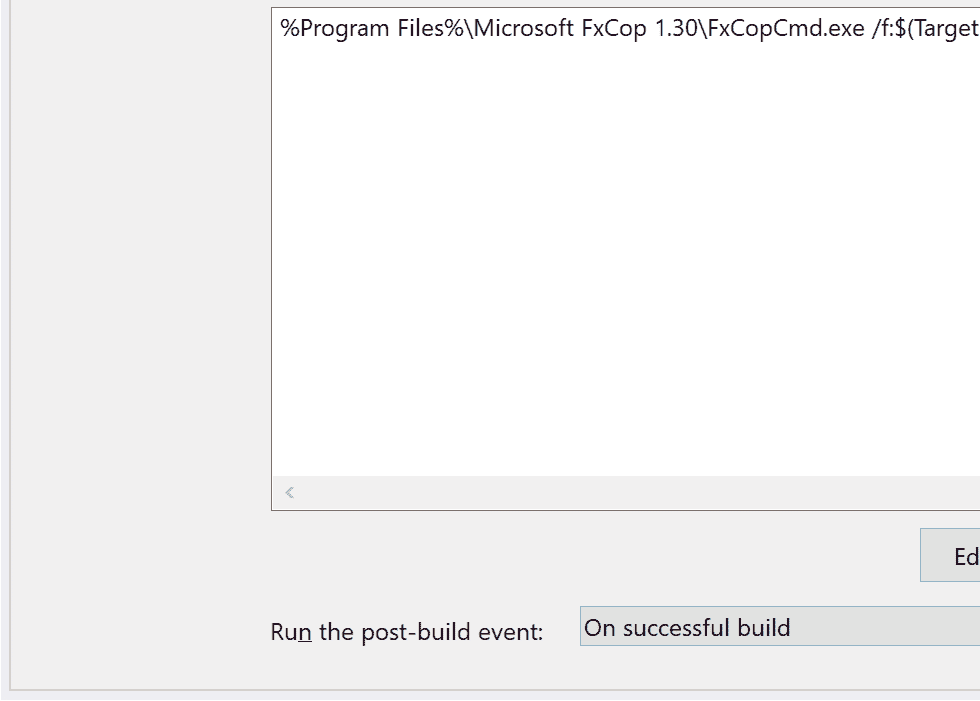 %Program Files%\Microsoft FxCop 1.30\FxCopCmd.exe /f:$(Target
Ed
Run the post-build event:
On successful build